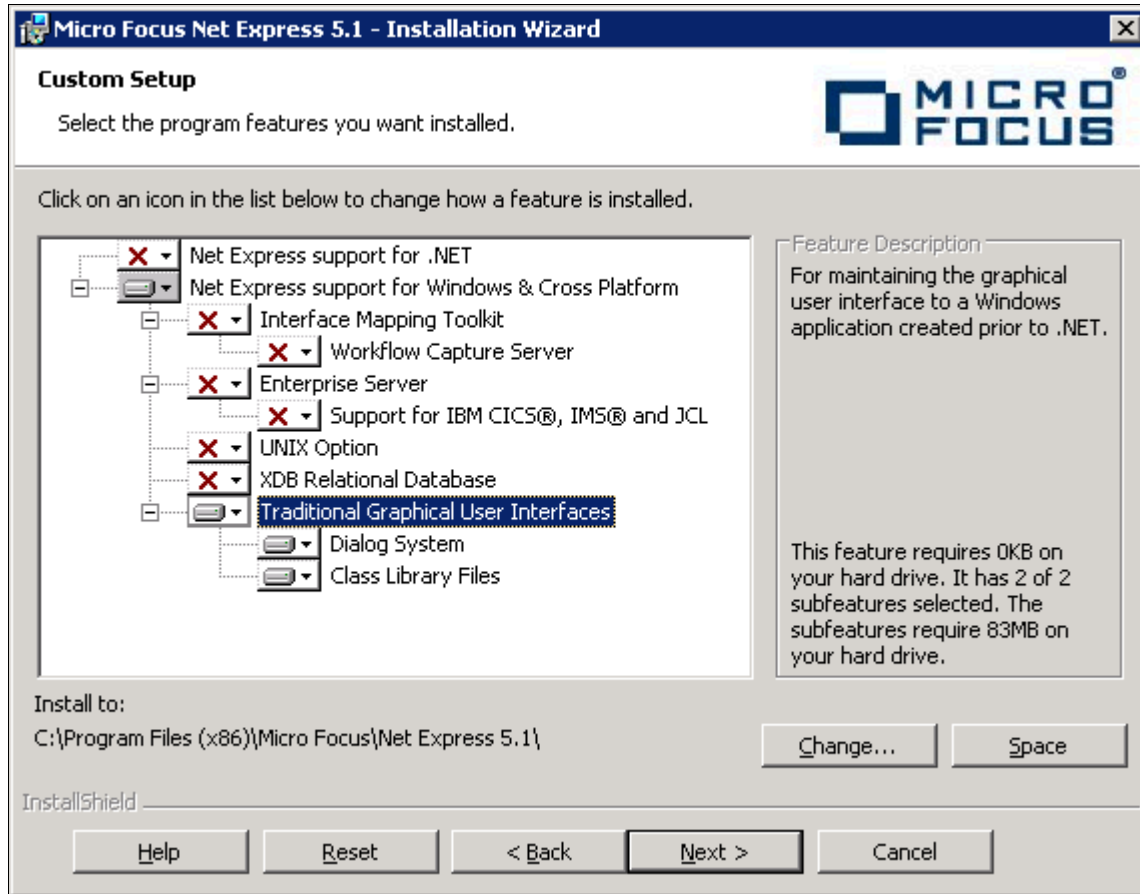 Micro Focus Net Express 5.1 - Installation Wizard
Custom Setup
Select the program features you want installed.
MICRO
FOCUS
®
Click on an icon in the list below to change how a feature is installed.
Net Express support for .NET
Net Express support for Windows & Cross Platform
Interface Mapping Toolkit
Workflow Capture Server
Enterprise Server
Support for IBM CICS®, IMS® and JCL
UNIX Option
XDB Relational Database
Traditional Graphical User Interfaces
Dialog System
Class Library Files
Feature Description
For maintaining the graphical
user interface to a Windows
application created prior to .NET.
This feature requires 0KB on
your hard drive. It has 2 of 2
subfeatures selected. The
subfeatures require 83MB on
your hard drive.
Install to:
C:\Program Files (x86)\Micro Focus\Net Express 5.1\
Change...
Space
InstallShield
Help
Reset
< Back
Next >
Cancel